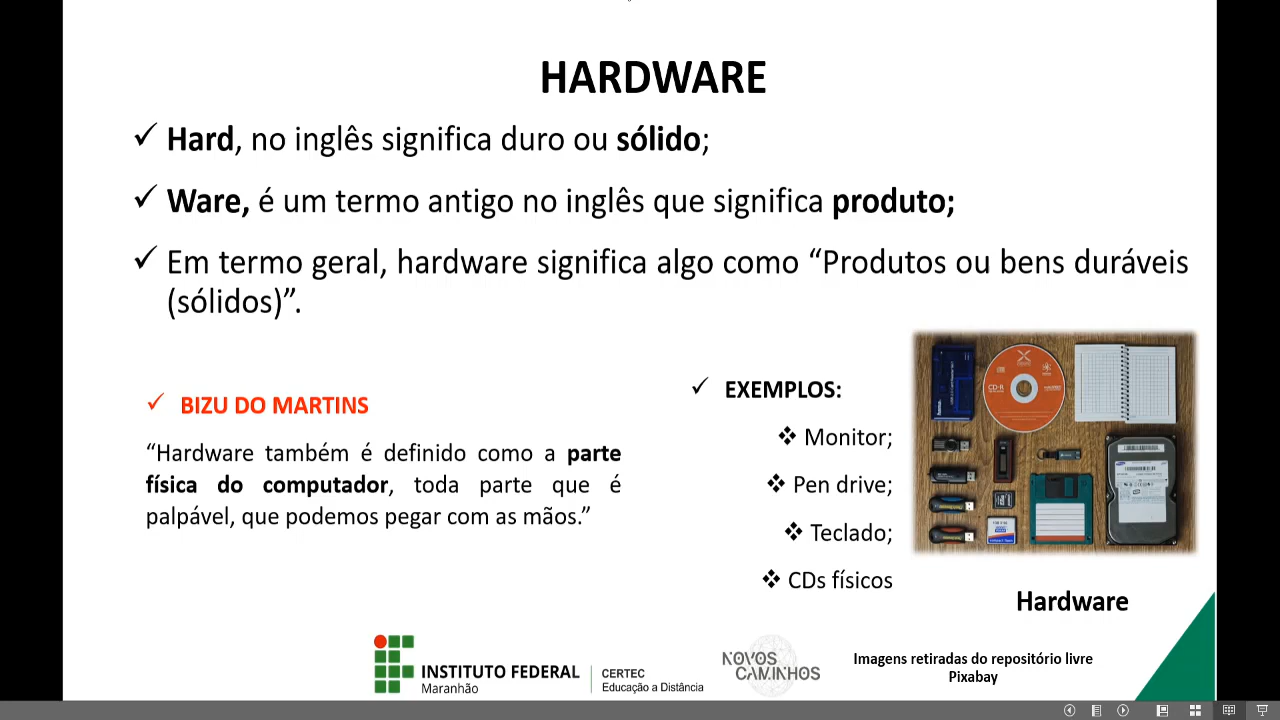 HARDWARE
Hard, no inglês significa duro ou sólido;
Ware, é um termo antigo no inglês que significa produto;
Em termo geral, hardware significa algo como “Produtos ou bens duráveis
(sólidos)”.
BIZU DO MARTINS
“Hardware também é definido como a parte
física do computador, toda parte que é
palpável, que podemos pegar com as mãos.”
EXEMPLOS:
Monitor;
Pen drive;
Teclado;
CDs físicos
CD-R
Hardware
INSTITUTO FEDERAL
Maranhão
CERTEC
Educação a Distância
NOVOS
CAMINHOS
Imagens retiradas do repositório livre
Pixabay